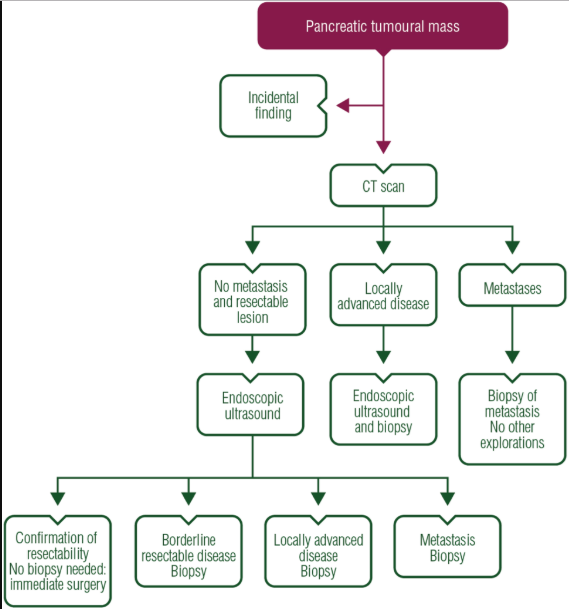 Pancreatic tumoural mass
Incidental
finding
CT scan
No metastasis
and resectable
lesion
Locally
advanced disease
Metastases
Endoscopic
ultrasound
Endoscopic
ultrasound
and biopsy
Biopsy of
metastasis
No other
explorations
Confirmation of
resectability
No biopsy needed:
immediate surgery
Borderline
resectable disease
Biopsy
Locally advanced
disease
Biopsy
Metastasis
Biopsy